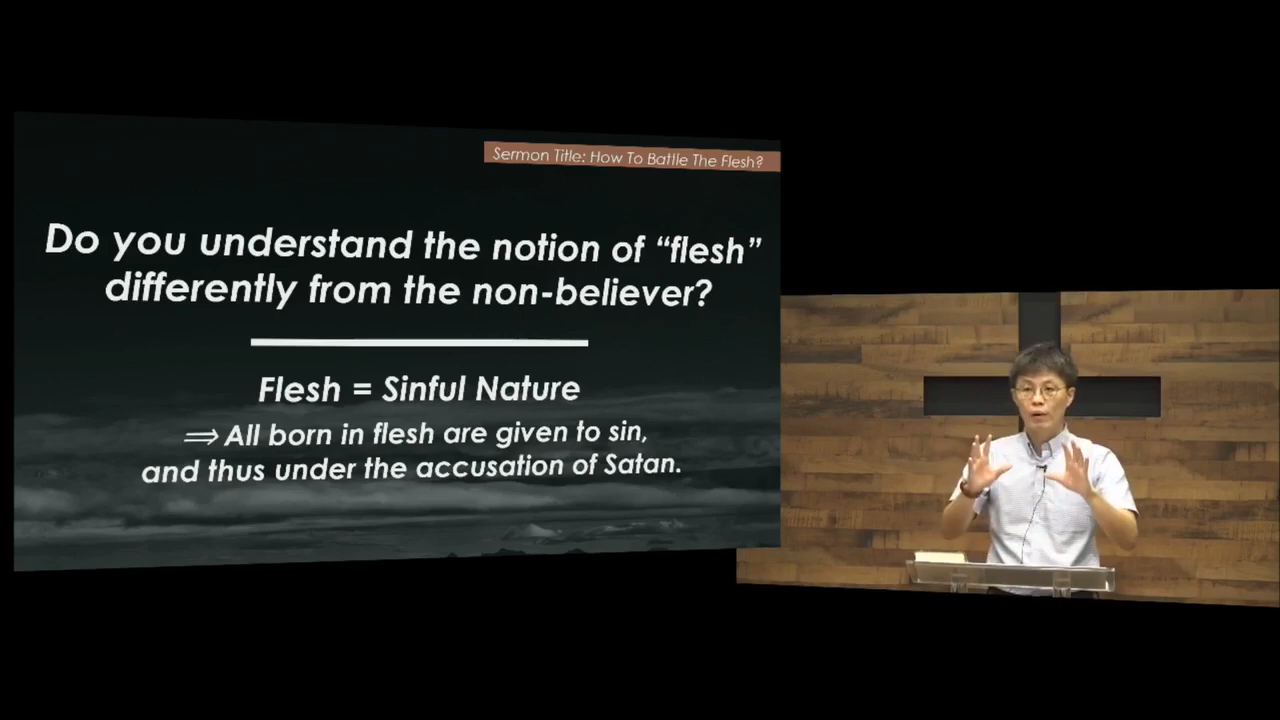 Sermon Title: How To Battle The Flesh?
Do you understand the notion of “flesh”
differently from the non-believer?
Flesh = Sinful Nature
⇒ All born in flesh are given to sin,
and thus under the accusation of Satan.